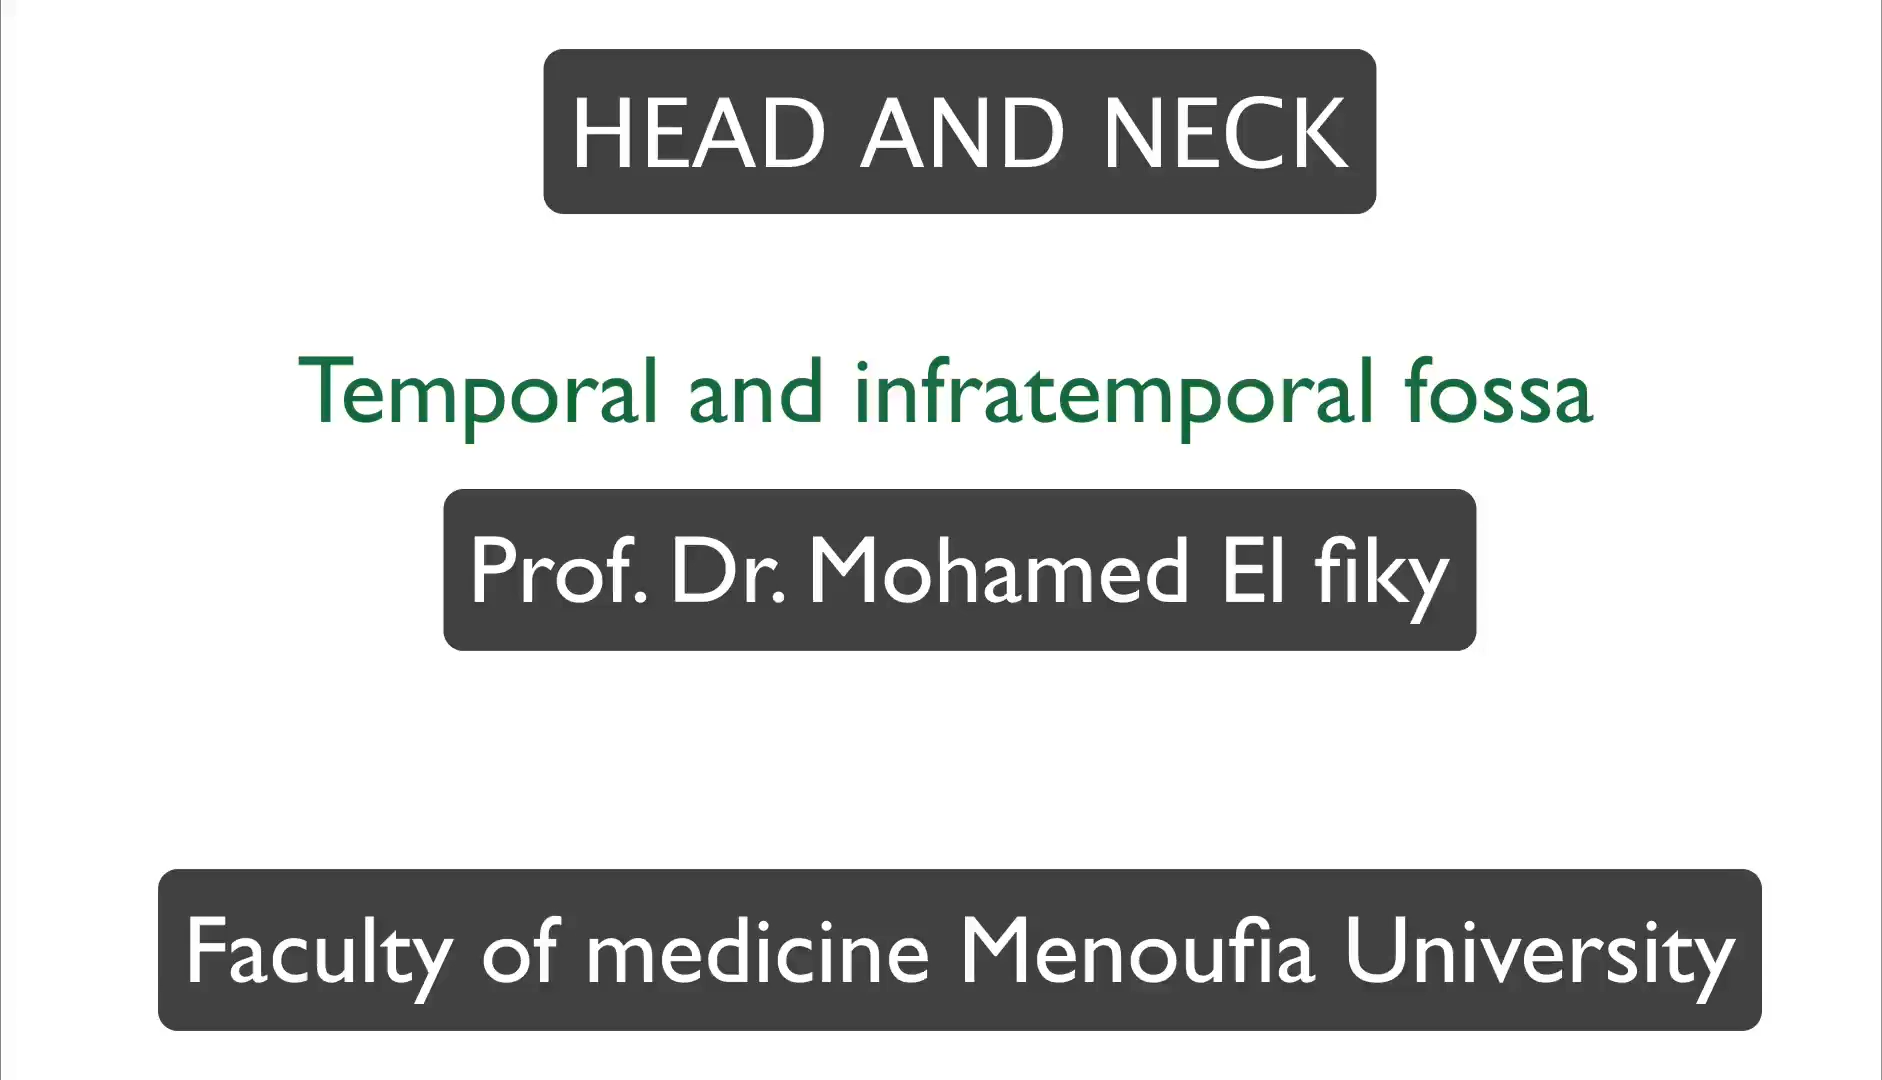 HEAD AND NECK
Temporal and infratemporal fossa
Prof. Dr. Mohamed El fiky
Faculty of medicine Menoufia University